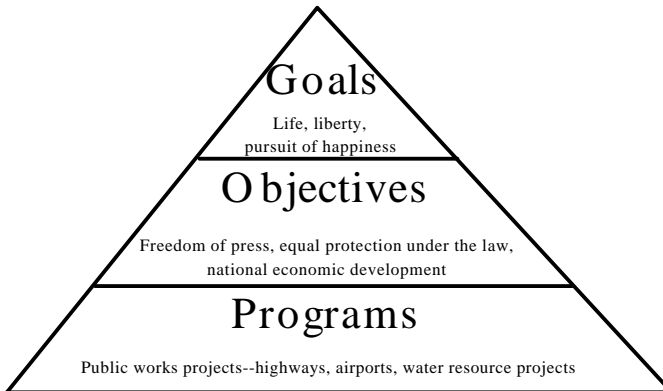 Goals
Life, liberty,
pursuit of happiness
Objectives
Freedom of press, equal protection under the law,
national economic development
Programs
Public works projects--highways, airports, water resource projects